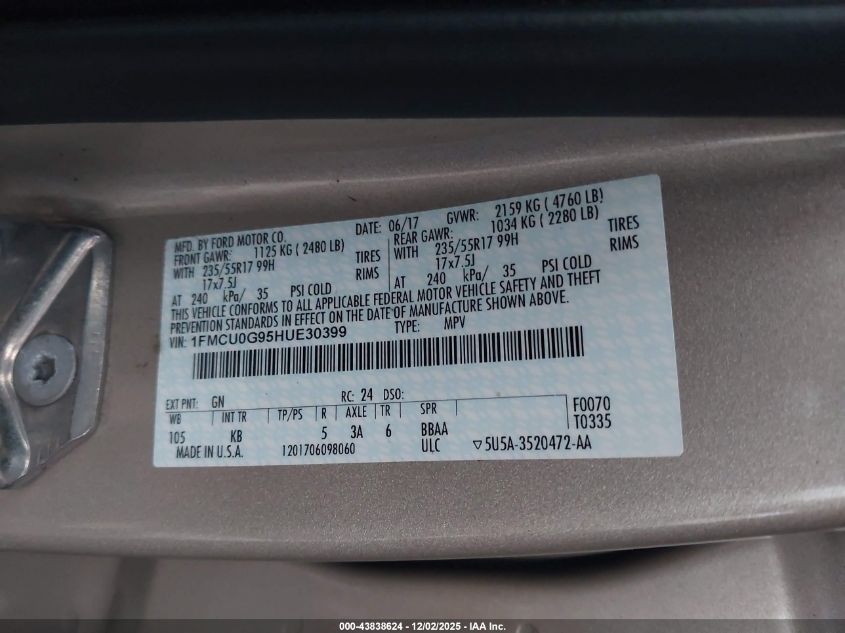 MFD. BY FORD MOTOR CO. DATE: 06/17 GVWR: 2159 KG ( 4760 LB)
FRONT GAWR: 1125 KG ( 2480 LB) REAR GAWR: 1034 KG ( 2280 LB)
WITH 235/55R17 99H TIRES WITH 235/55R17 99H TIRES
17x7.5J RIMS 17x7.5J RIMS
AT 240 kPa/ 35 PSI COLD AT 240 kPa/ 35 PSI COLD
THIS VEHICLE CONFORMS TO ALL APPLICABLE FEDERAL MOTOR VEHICLE SAFETY AND THEFT
PREVENTION STANDARDS IN EFFECT ON THE DATE OF MANUFACTURE SHOWN ABOVE.
VIN: 1FMCU0G95HUE30399 TYPE: MPV
EXT PNT: GN RC: 24 DSO: F0070
WB INT TR TP/PS R AXLE TR SPR T0335
105 KB 5 3A 6 BBAA
MADE IN U.S.A. 1201706098060 ULC ▽5U5A-3520472-AA
000-43838624 - 12/02/2025 - IAA Inc.